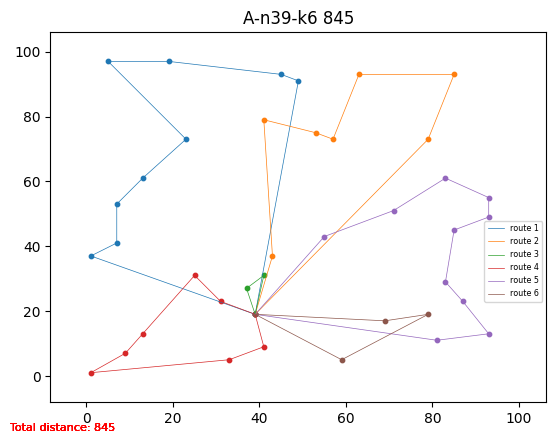 A-n39-k6 845
100
80
60
40
20
0
route 1
route 2
route 3
route 4
route 5
route 6
0 20 40 60 80 100
Total distance: 845